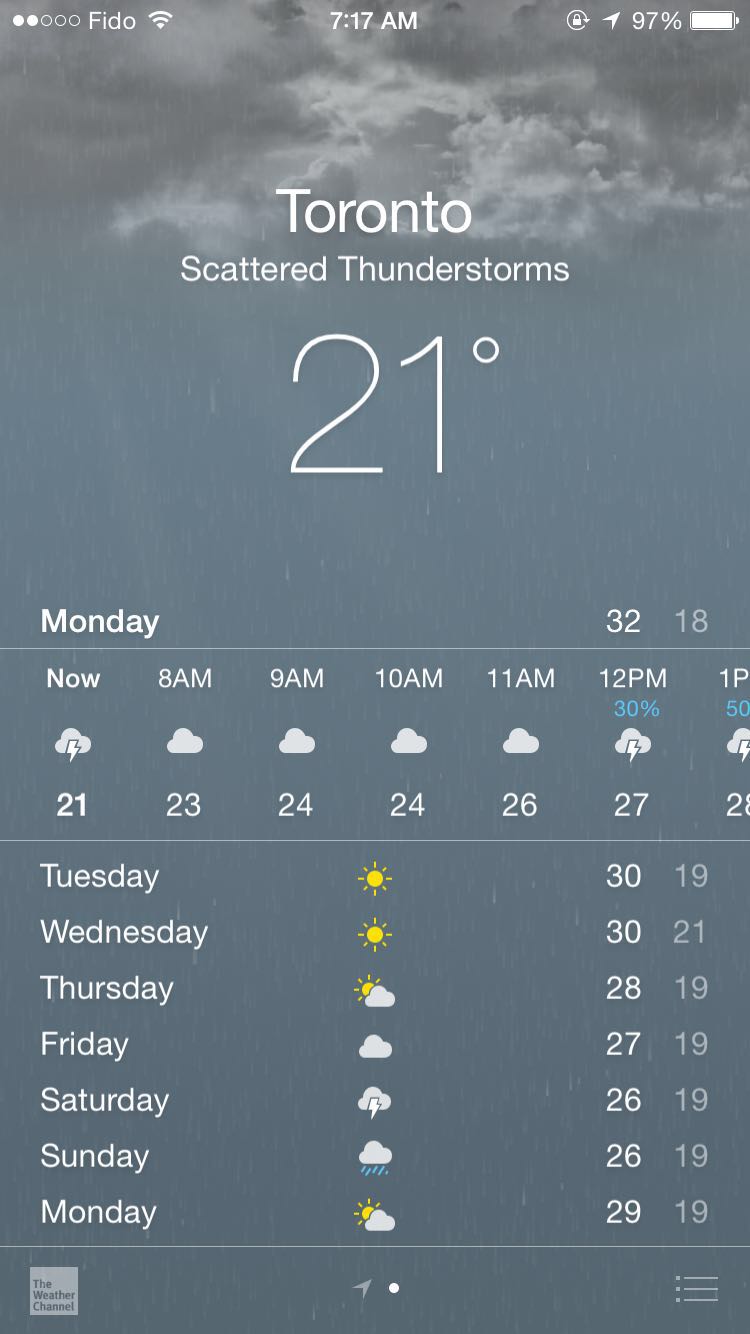 Fido 7:17 AM 97%
Toronto
Scattered Thunderstorms
21°
Monday 32 18
Now 8AM 9AM 10AM 11AM 12PM 1P
30% 50
21 23 24 24 26 27 28
Tuesday 30 19
Wednesday 30 21
Thursday 28 19
Friday 27 19
Saturday 26 19
Sunday 26 19
Monday 29 19
The
Weather
Channel